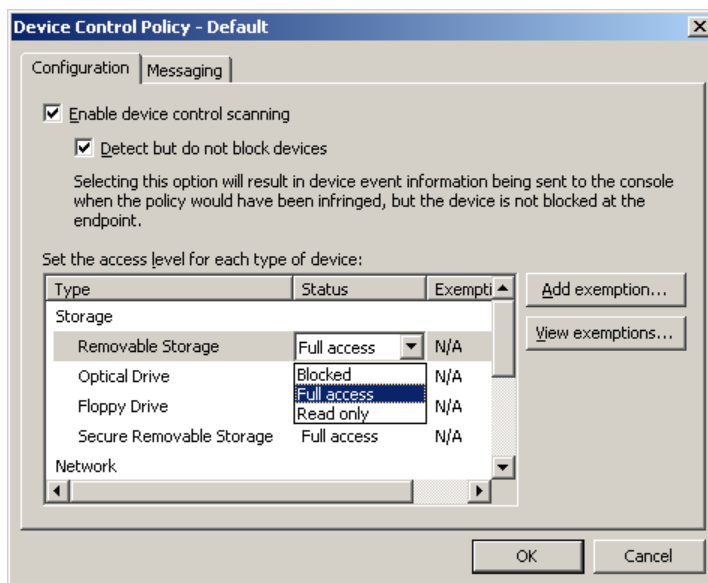 Device Control Policy - Default
Configuration
Messaging
Enable device control scanning
Detect but do not block devices
Selecting this option will result in device event information being sent to the console
when the policy would have been infringed, but the device is not blocked at the
endpoint.
Set the access level for each type of device:
Type Status Exempti
Add exemption...
Storage
View exemptions...
Removable Storage Full access N/A
Blocked
Optical Drive
Full access
Floppy Drive N/A
Read only
Secure Removable Storage Full access N/A
Network
OK Cancel